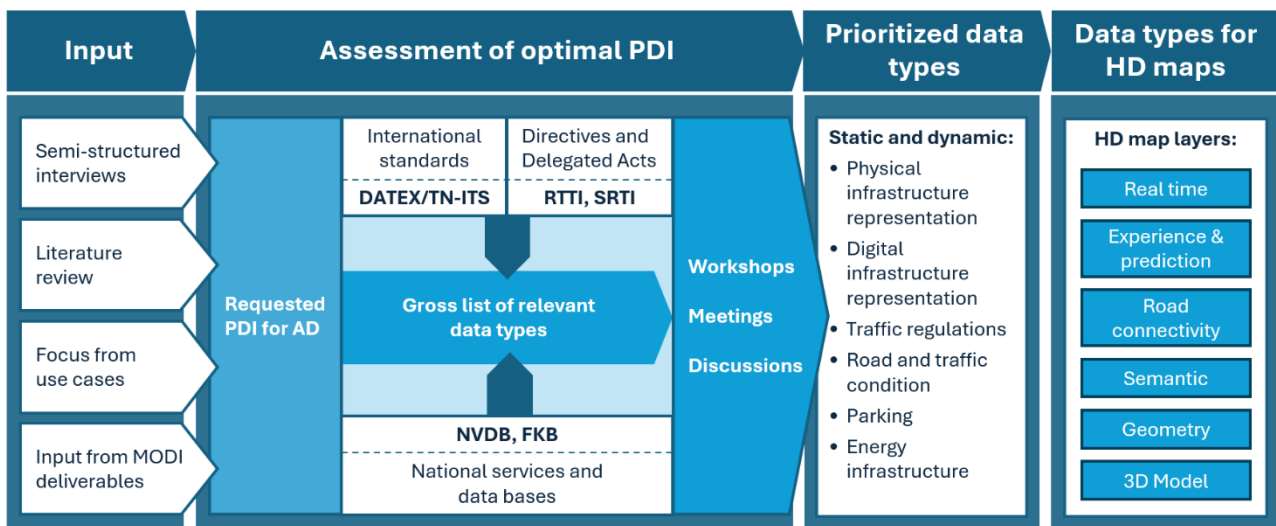 Input
Assessment of optimal PDI
Prioritized data
types
Data types for
HD maps
Semi-structured
interviews
Literature
review
Focus from
use cases
Input from MODI
deliverables
Requested
PDI for AD
International
standards
DATEX/TN-ITS
Directives and
Delegated Acts
RTTI, SRTI
Gross list of relevant
data types
NVDB, FKB
National services and
data bases
Workshops
Meetings
Discussions
Static and dynamic:
• Physical
infrastructure
representation
• Digital
infrastructure
representation
• Traffic regulations
• Road and traffic
condition
• Parking
• Energy
infrastructure
HD map layers:
Real time
Experience &
prediction
Road
connectivity
Semantic
Geometry
3D Model